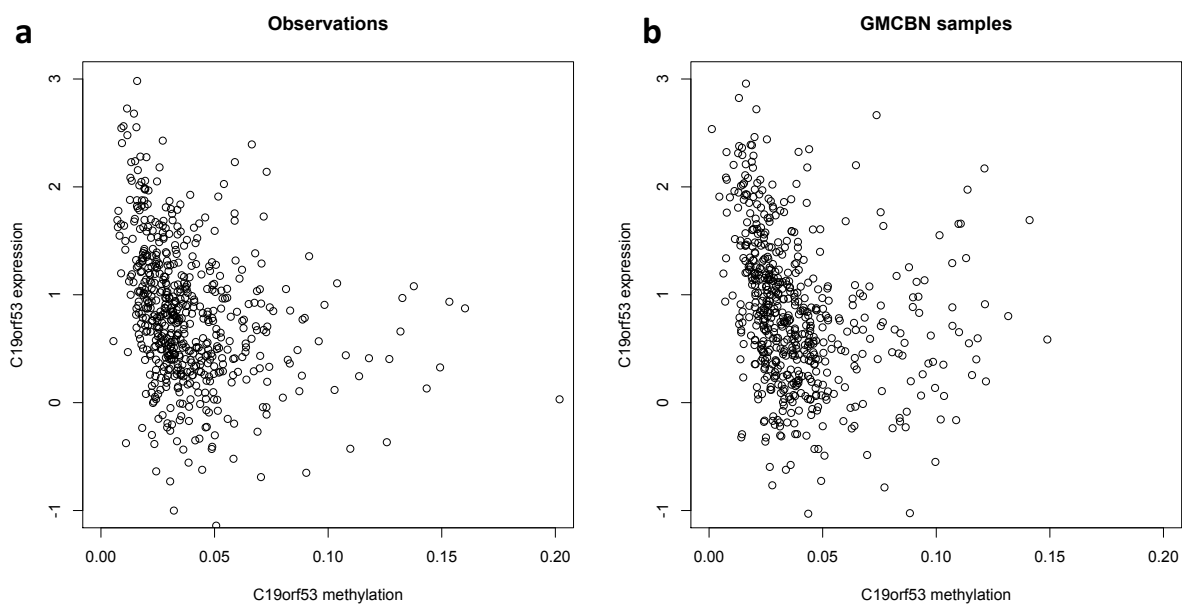 a
Observations
3
2
1
0
-1
C19orf53 expression
0.00 0.05 0.10 0.15 0.20
C19orf53 methylation
b
GMCBN samples
3
2
1
0
-1
C19orf53 expression
0.00 0.05 0.10 0.15 0.20
C19orf53 methylation